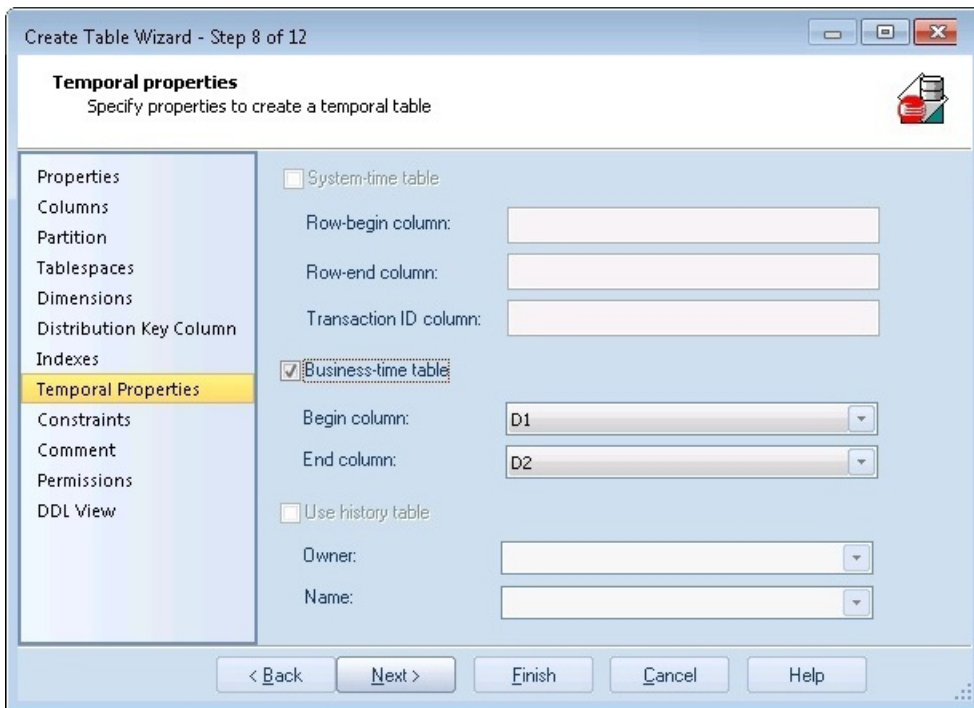 Create Table Wizard - Step 8 of 12
Temporal properties
Specify properties to create a temporal table
Properties
Columns
Partition
Tablespaces
Dimensions
Distribution Key Column
Indexes
Temporal Properties
Constraints
Comment
Permissions
DDL View
System-time table
Row-begin column:
Row-end column:
Transaction ID column:
Business-time table
Begin column: D1
End column: D2
Use history table
Owner:
Name:
< Back Next > Finish Cancel Help